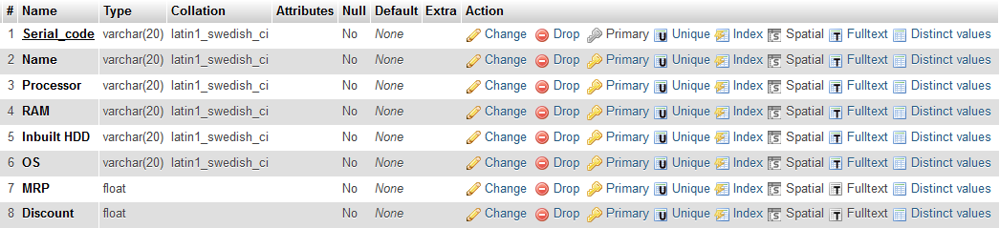 # Name Type Collation Attributes Null Default Extra Action
1 Serial_code varchar(20) latin1_swedish_ci No None Change Drop Primary Unique Index Spatial Fulltext Distinct values
2 Name varchar(20) latin1_swedish_ci No None Change Drop Primary Unique Index Spatial Fulltext Distinct values
3 Processor varchar(20) latin1_swedish_ci No None Change Drop Primary Unique Index Spatial Fulltext Distinct values
4 RAM varchar(20) latin1_swedish_ci No None Change Drop Primary Unique Index Spatial Fulltext Distinct values
5 Inbuilt HDD varchar(20) latin1_swedish_ci No None Change Drop Primary Unique Index Spatial Fulltext Distinct values
6 OS varchar(20) latin1_swedish_ci No None Change Drop Primary Unique Index Spatial Fulltext Distinct values
7 MRP float No None Change Drop Primary Unique Index Spatial Fulltext Distinct values
8 Discount float No None Change Drop Primary Unique Index Spatial Fulltext Distinct values